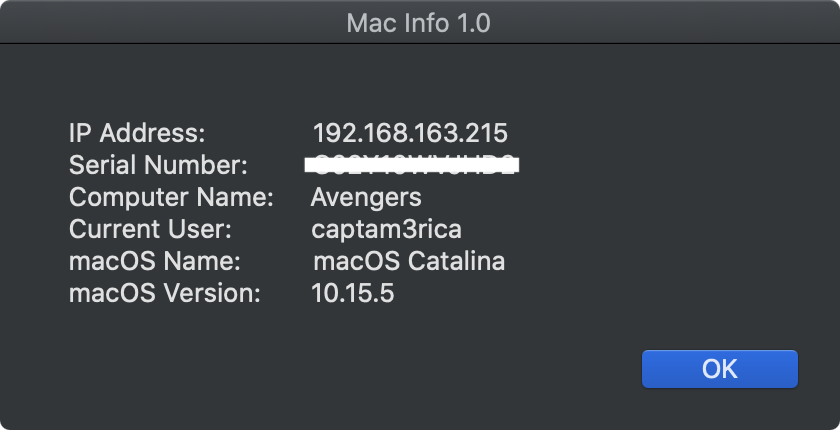 Mac Info 1.0
IP Address: 192.168.163.215
Serial Number:
Computer Name: Avengers
Current User: captam3rica
macOS Name: macOS Catalina
macOS Version: 10.15.5
OK